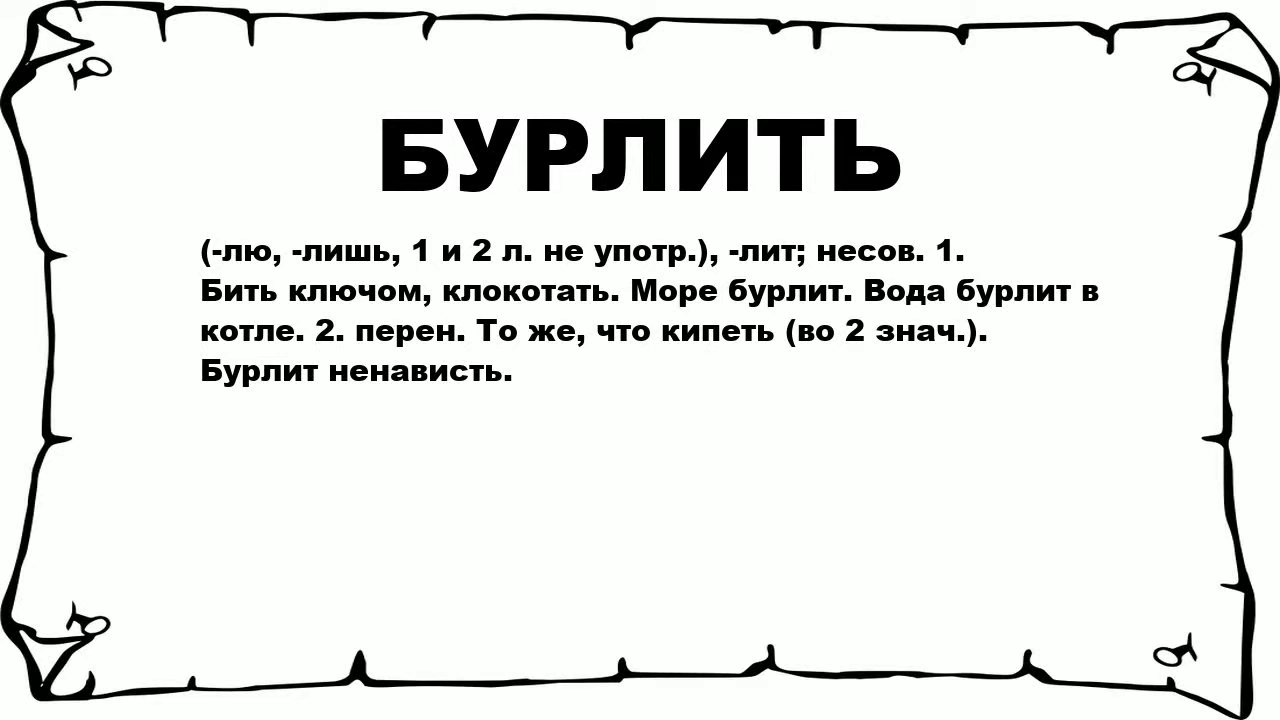 БУРЛИТЬ
(-лю, -лишь, 1 и 2 л. не употр.), -лит; несов. 1.
Бить ключом, клокотать. Море бурлит. Вода бурлит в
котле. 2. перен. То же, что кипеть (во 2 знач.).
Бурлит ненависть.